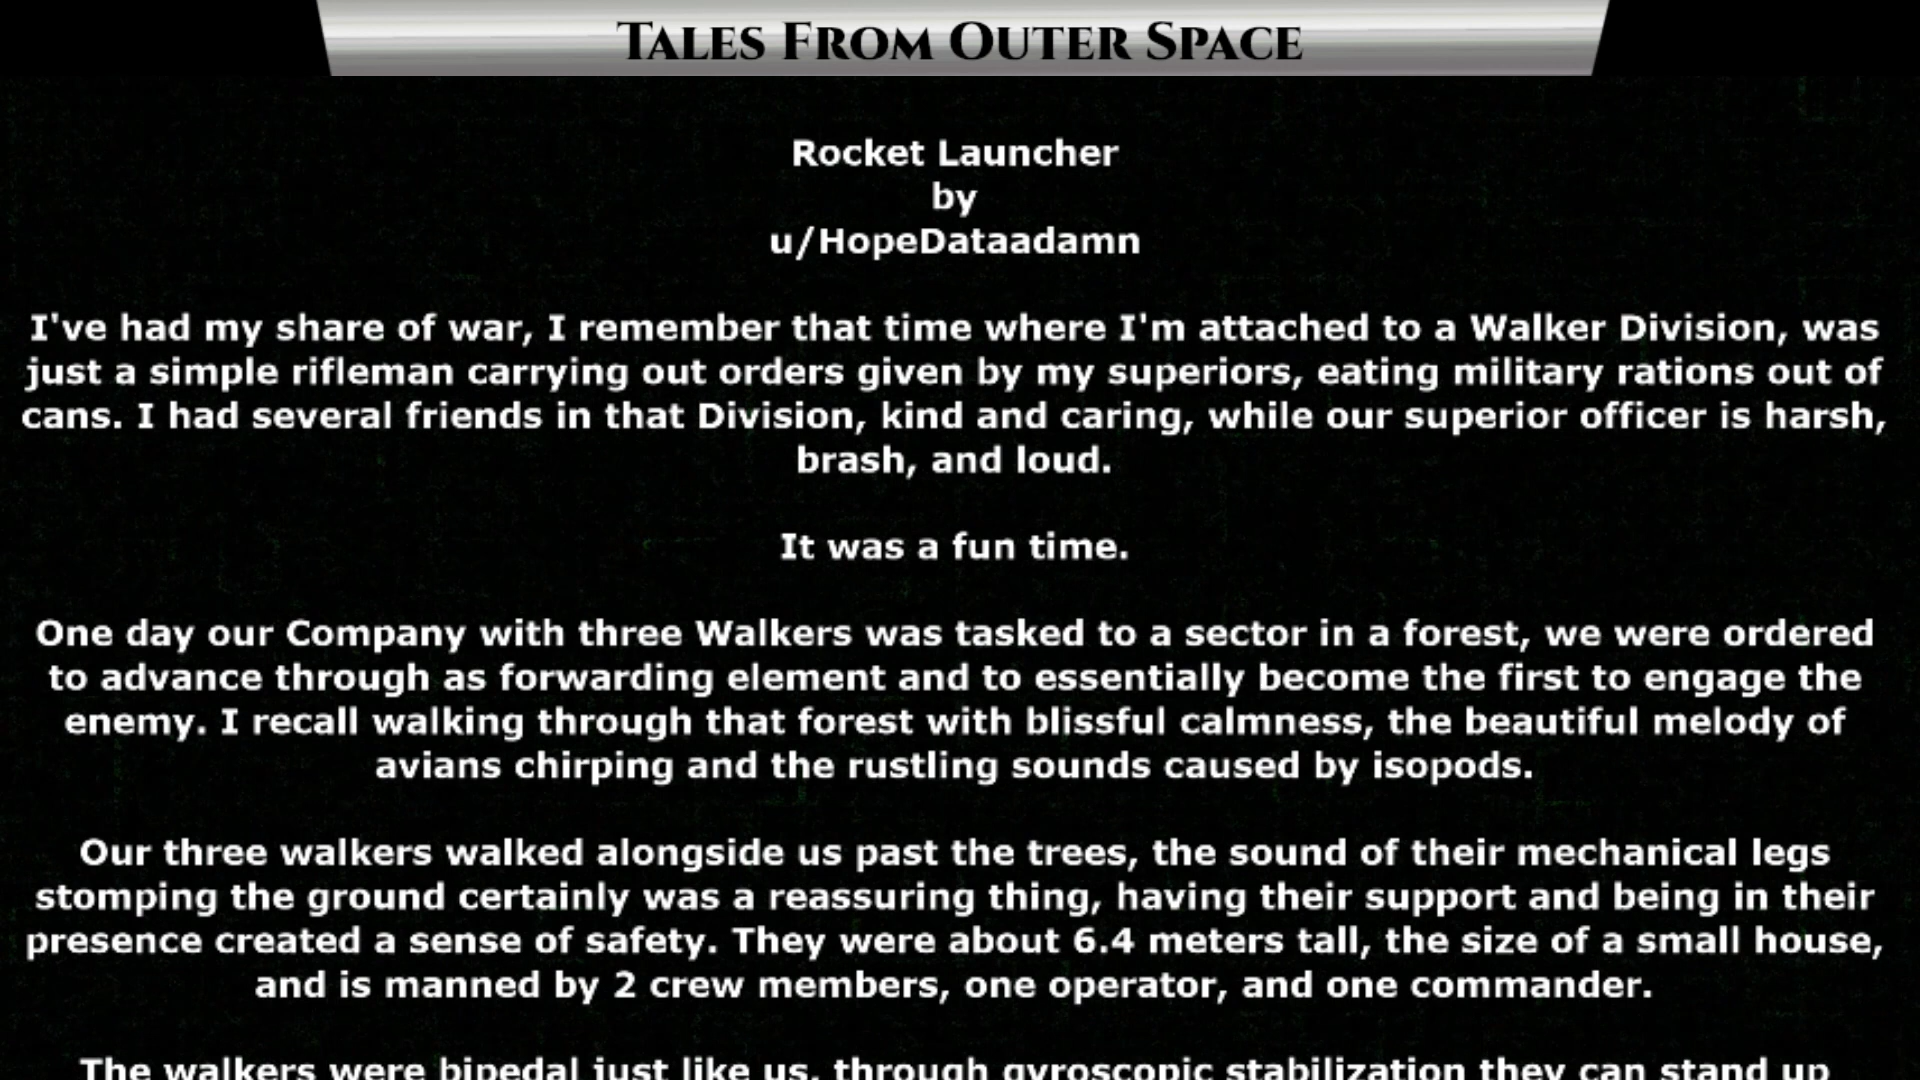 Tales From Outer Space
Rocket Launcher
by
u/HopeDataadamn
I've had my share of war, I remember that time where I'm attached to a Walker Division, was
just a simple rifleman carrying out orders given by my superiors, eating military rations out of
cans. I had several friends in that Division, kind and caring, while our superior officer is harsh,
brash, and loud.
It was a fun time.
One day our Company with three Walkers was tasked to a sector in a forest, we were ordered
to advance through as forwarding element and to essentially become the first to engage the
enemy. I recall walking through that forest with blissful calmness, the beautiful melody of
avians chirping and the rustling sounds caused by isopods.
Our three walkers walked alongside us past the trees, the sound of their mechanical legs
stomping the ground certainly was a reassuring thing, having their support and being in their
presence created a sense of safety. They were about 6.4 meters tall, the size of a small house,
and is manned by 2 crew members, one operator, and one commander.
The walkers were bipedal just like us, through gyroscopic stabilization they can stand up